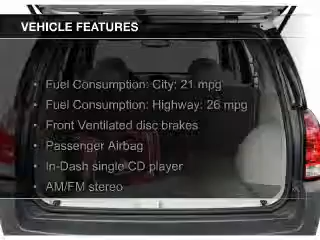 VEHICLE FEATURES
• Fuel Consumption: City: 21 mpg
• Fuel Consumption: Highway: 26 mpg
• Front Ventilated disc brakes
• Passenger Airbag
• In-Dash single CD player
• AM/FM stereo